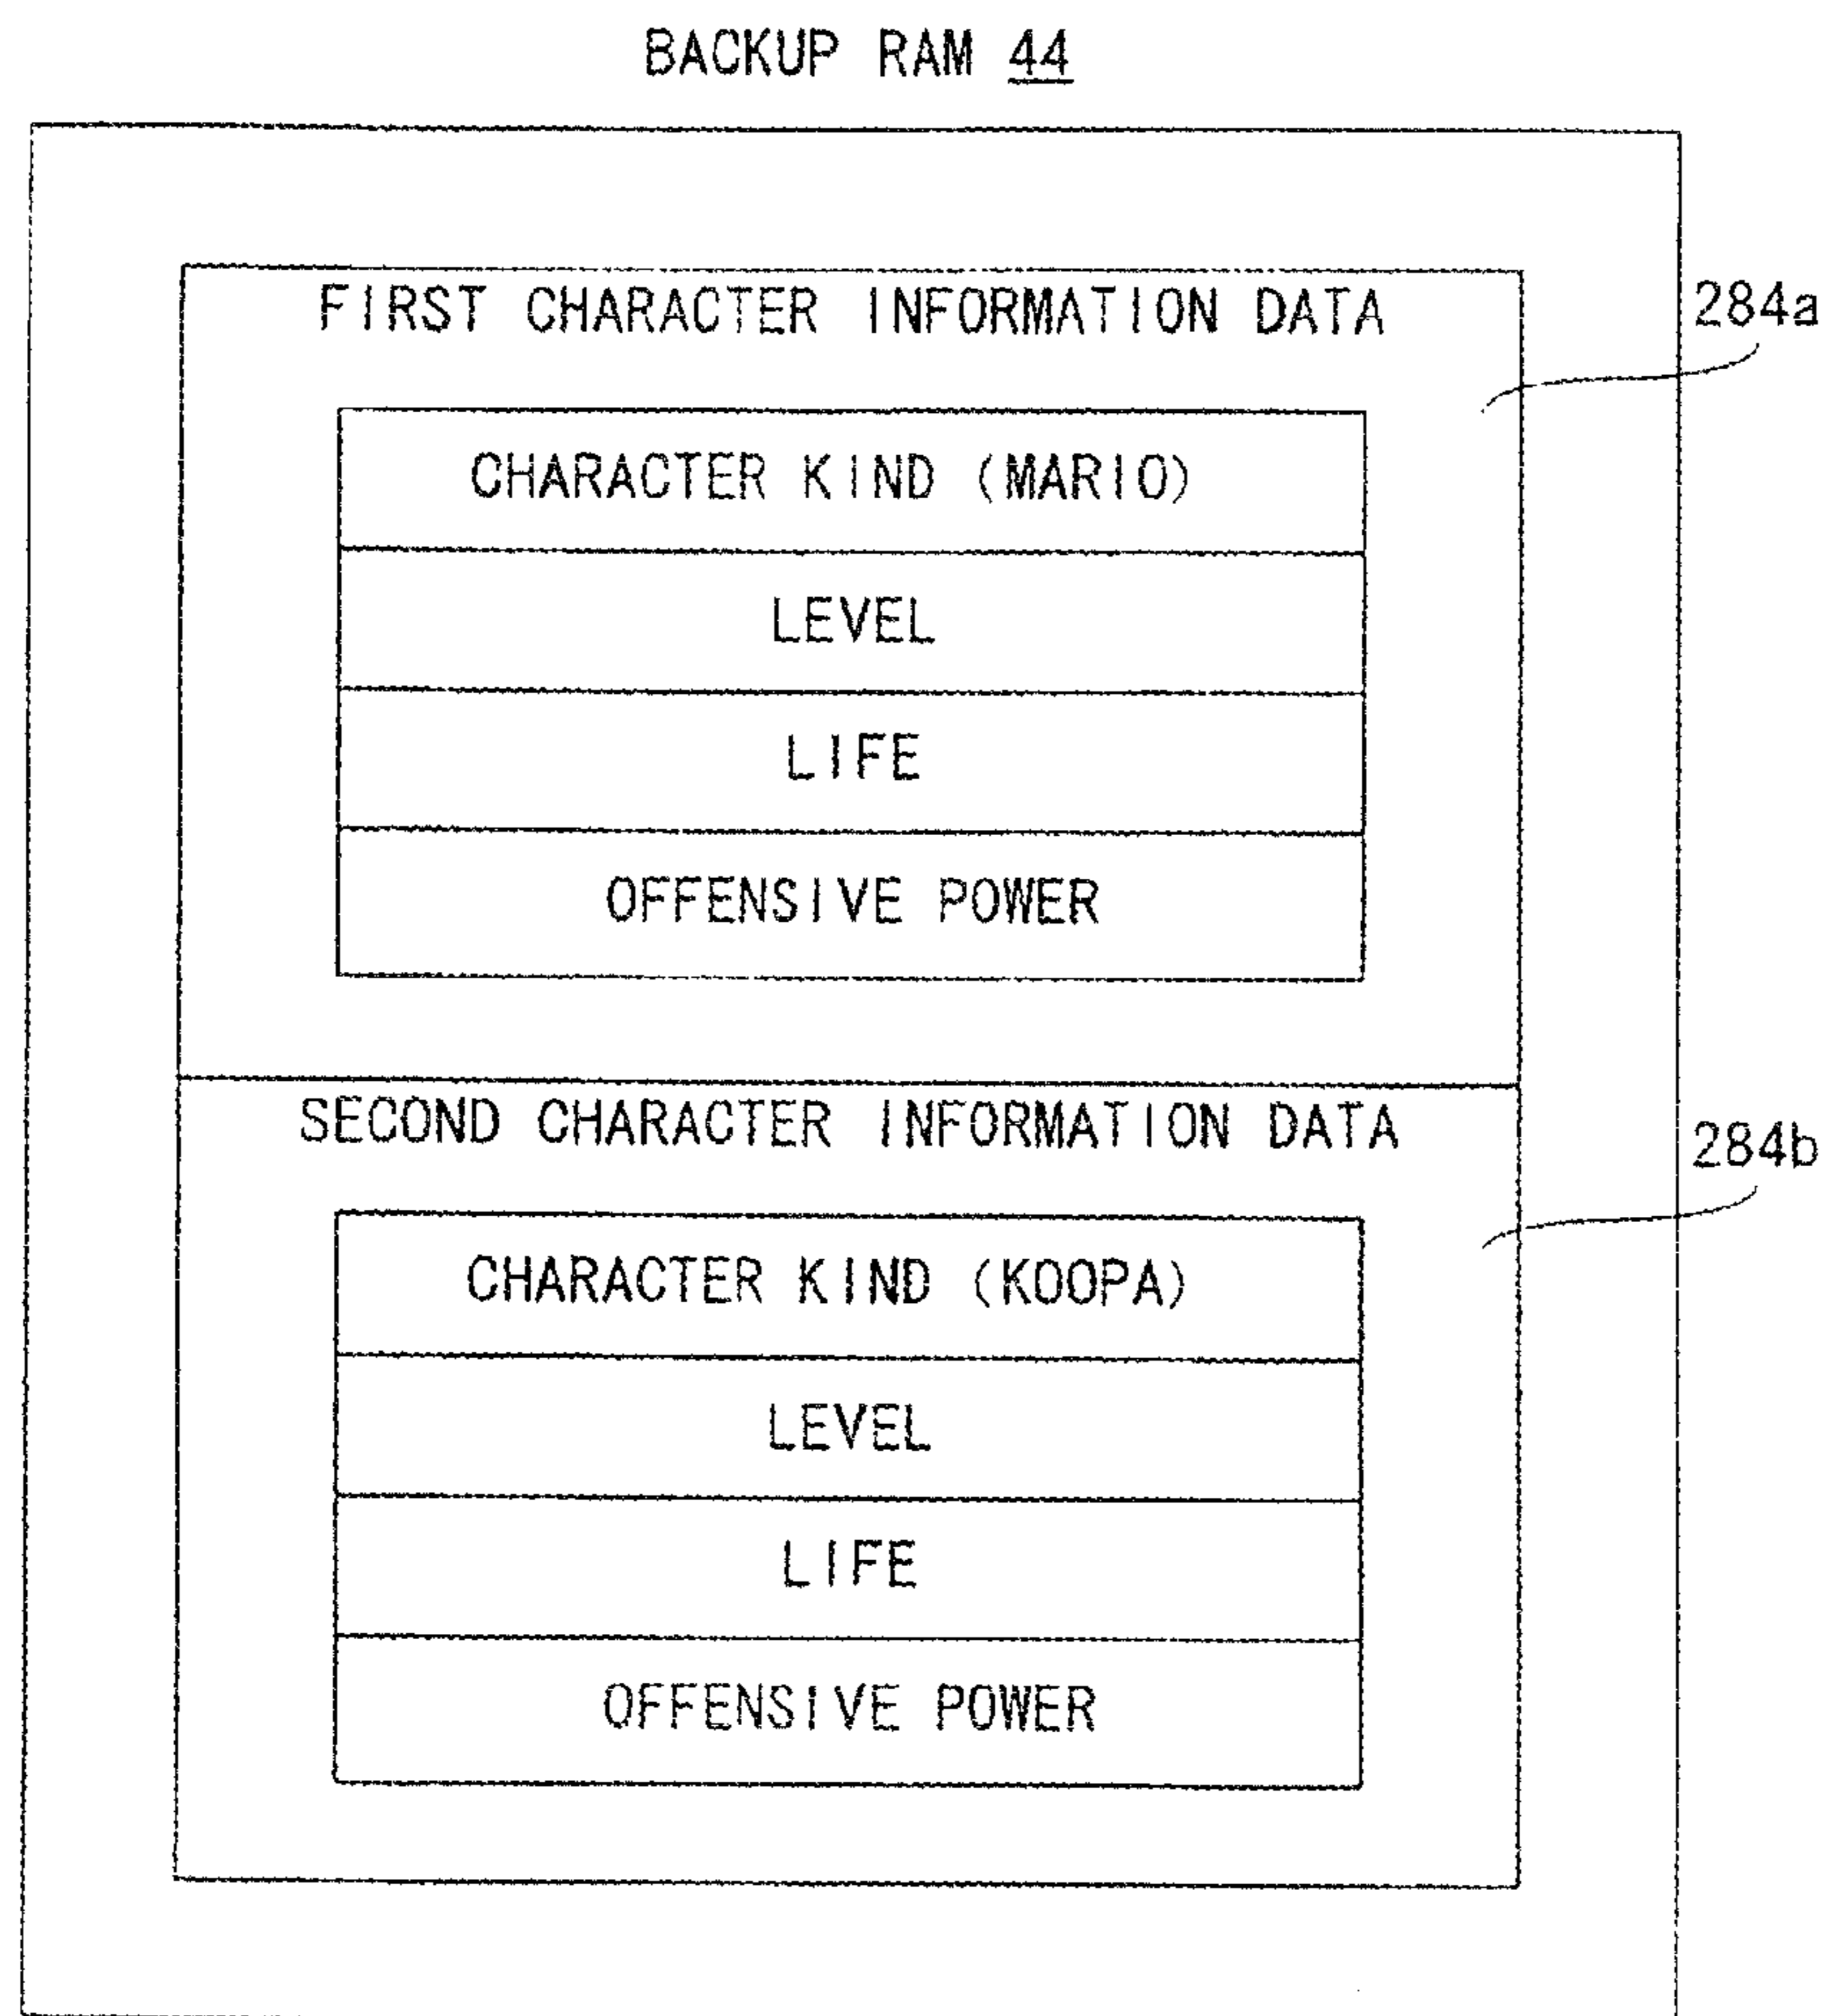 BACKUP RAM 44
FIRST CHARACTER INFORMATION DATA
284a
CHARACTER KIND (MARIO)
LEVEL
LIFE
OFFENSIVE POWER
SECOND CHARACTER INFORMATION DATA
284b
CHARACTER KIND (KOOPA)
LEVEL
LIFE
OFFENSIVE POWER